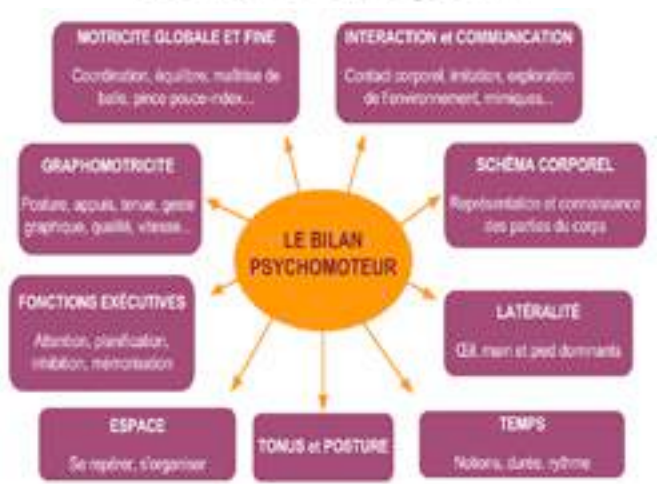 MOTRICITE GLOBALE ET FINE
Coordination, équilibre, maîtrise de
balle, pince pouce-index...
INTERACTION et COMMUNICATION
Contact corporel, imitation, exploration
de l'environnement, mimiques...
GRAPHOMOTRICITE
Posture, appuis, tenue, geste
graphique, qualité, vitesse...
SCHÉMA CORPOREL
Représentation et connaissance
des parties du corps
LE BILAN
PSYCHOMOTEUR
FONCTIONS EXÉCUTIVES
Attention, planification,
inhibition, mémorisation
LATÉRALITÉ
Œil, main et pied dominants
ESPACE
Se repérer, s'organiser
TONUS et POSTURE
TEMPS
Notions, durée, rythme